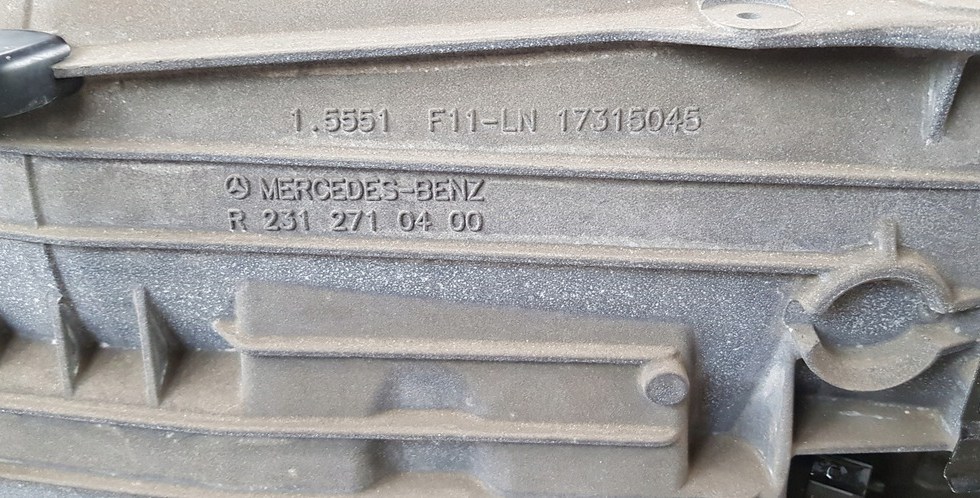 1.5551 F11-LN 17315045
MERCEDES-BENZ
R 231 271 04 00